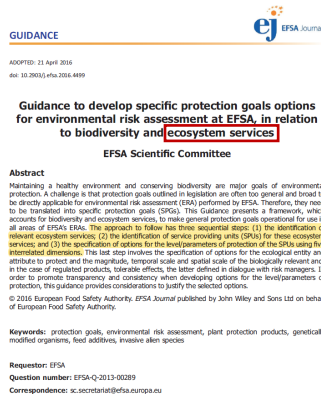 GUIDANCE
ej EFSA Journa
ADOPTED: 21 April 2016
doi: 10.2903/j.efsa.2016.4499
Guidance to develop specific protection goals options
for environmental risk assessment at EFSA, in relation
to biodiversity and ecosystem services
EFSA Scientific Committee
Abstract
Maintaining a healthy environment and conserving biodiversity are major goals of environmenta
protection. A challenge is that protection goals outlined in legislation are often too general and broad t
be directly applicable for environmental risk assessment (ERA) performed by EFSA. Therefore, they nee
to be translated into specific protection goals (SPGs). This Guidance presents a framework, whic
accounts for biodiversity and ecosystem services, to make general protection goals operational for use i
all areas of EFSA's ERAs. The approach to follow has three sequential steps: (1) the identification o
relevant ecosystem services; (2) the identification of service providing units (SPUs) for these ecosyster
services; and (3) the specification of options for the level/parameters of protection of the SPUs using fiv
interrelated dimensions. This last step involves the specification of options for the ecological entity an
attribute to protect and the magnitude, temporal scale and spatial scale of the biologically relevant and
in the case of regulated products, tolerable effects, the latter defined in dialogue with risk managers. I
order to promote transparency and consistency when developing options for the level/parameters o
protection, this guidance provides considerations to justify the selected options.
© 2016 European Food Safety Authority. EFSA Journal published by John Wiley and Sons Ltd on beha
of European Food Safety Authority.
Keywords: protection goals, environmental risk assessment, plant protection products, geneticall
modified organisms, feed additives, invasive alien species
Requestor: EFSA
Question number: EFSA-Q-2013-00289
Correspondence: sc.secretariat@efsa.europa.eu